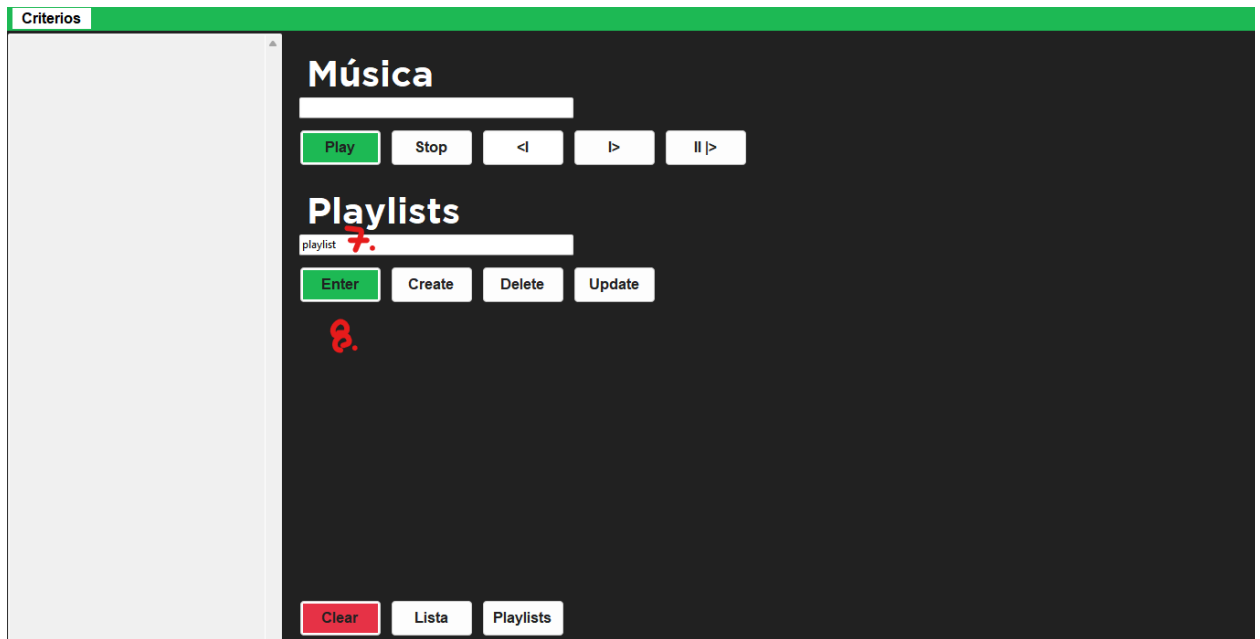 Criterios
Música
Play Stop <I I> II |>
Playlists
playlist 7.
Enter Create Delete Update
8.
Clear Lista Playlists